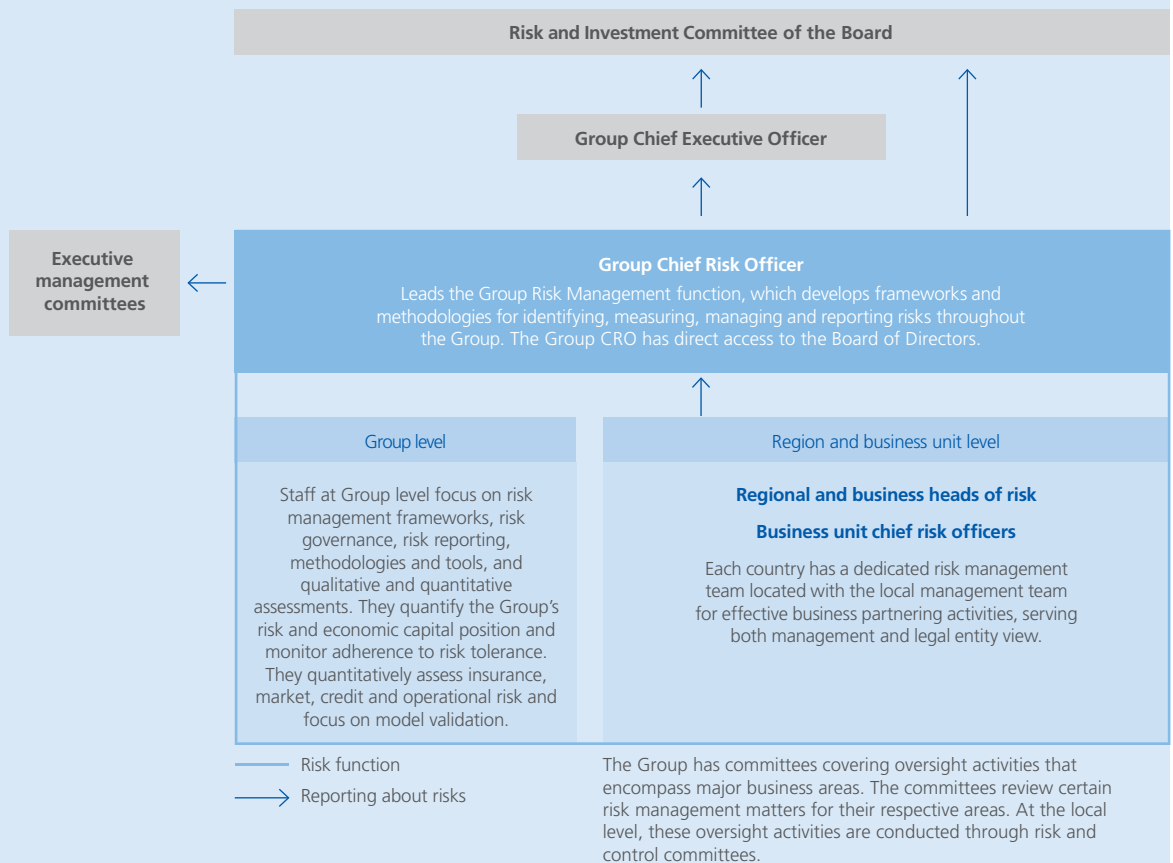 Risk and Investment Committee of the Board
Group Chief Executive Officer
Executive
management
committees
Group Chief Risk Officer
Leads the Group Risk Management function, which develops frameworks and
methodologies for identifying, measuring, managing and reporting risks throughout
the Group. The Group CRO has direct access to the Board of Directors.
Group level
Staff at Group level focus on risk
management frameworks, risk
governance, risk reporting,
methodologies and tools, and
qualitative and quantitative
assessments. They quantify the Group’s
risk and economic capital position and
monitor adherence to risk tolerance.
They quantitatively assess insurance,
market, credit and operational risk and
focus on model validation.
Region and business unit level
Regional and business heads of risk
Business unit chief risk officers
Each country has a dedicated risk management
team located with the local management team
for effective business partnering activities, serving
both management and legal entity view.
Risk function
Reporting about risks
The Group has committees covering oversight activities that
encompass major business areas. The committees review certain
risk management matters for their respective areas. At the local
level, these oversight activities are conducted through risk and
control committees.